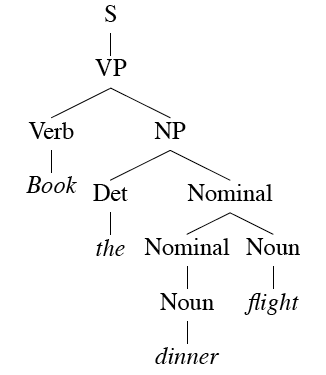 S
VP
Verb NP
Book Det Nominal
the Nominal Noun
Noun flight
dinner